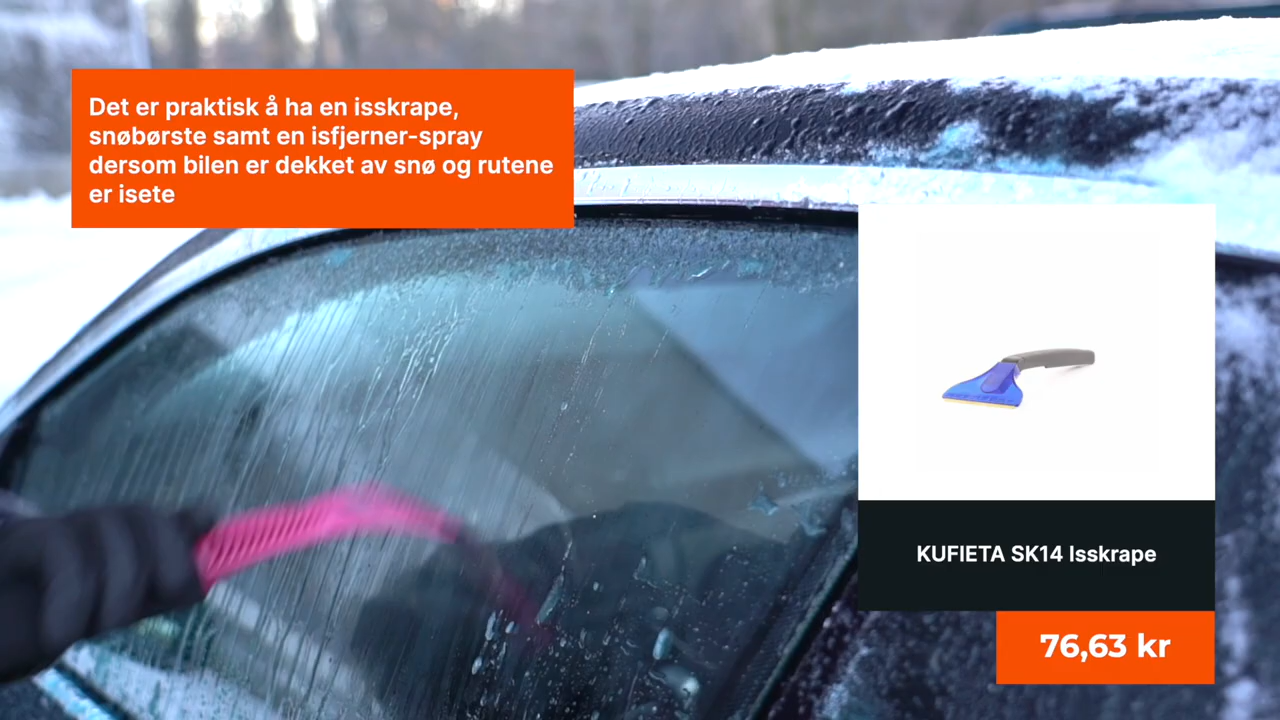 Det er praktisk å ha en isskrape,
snøbørste samt en isfjerner-spray
dersom bilen er dekket av snø og rutene
er isete
KUFIETA SK14 Isskrape
76,63 kr